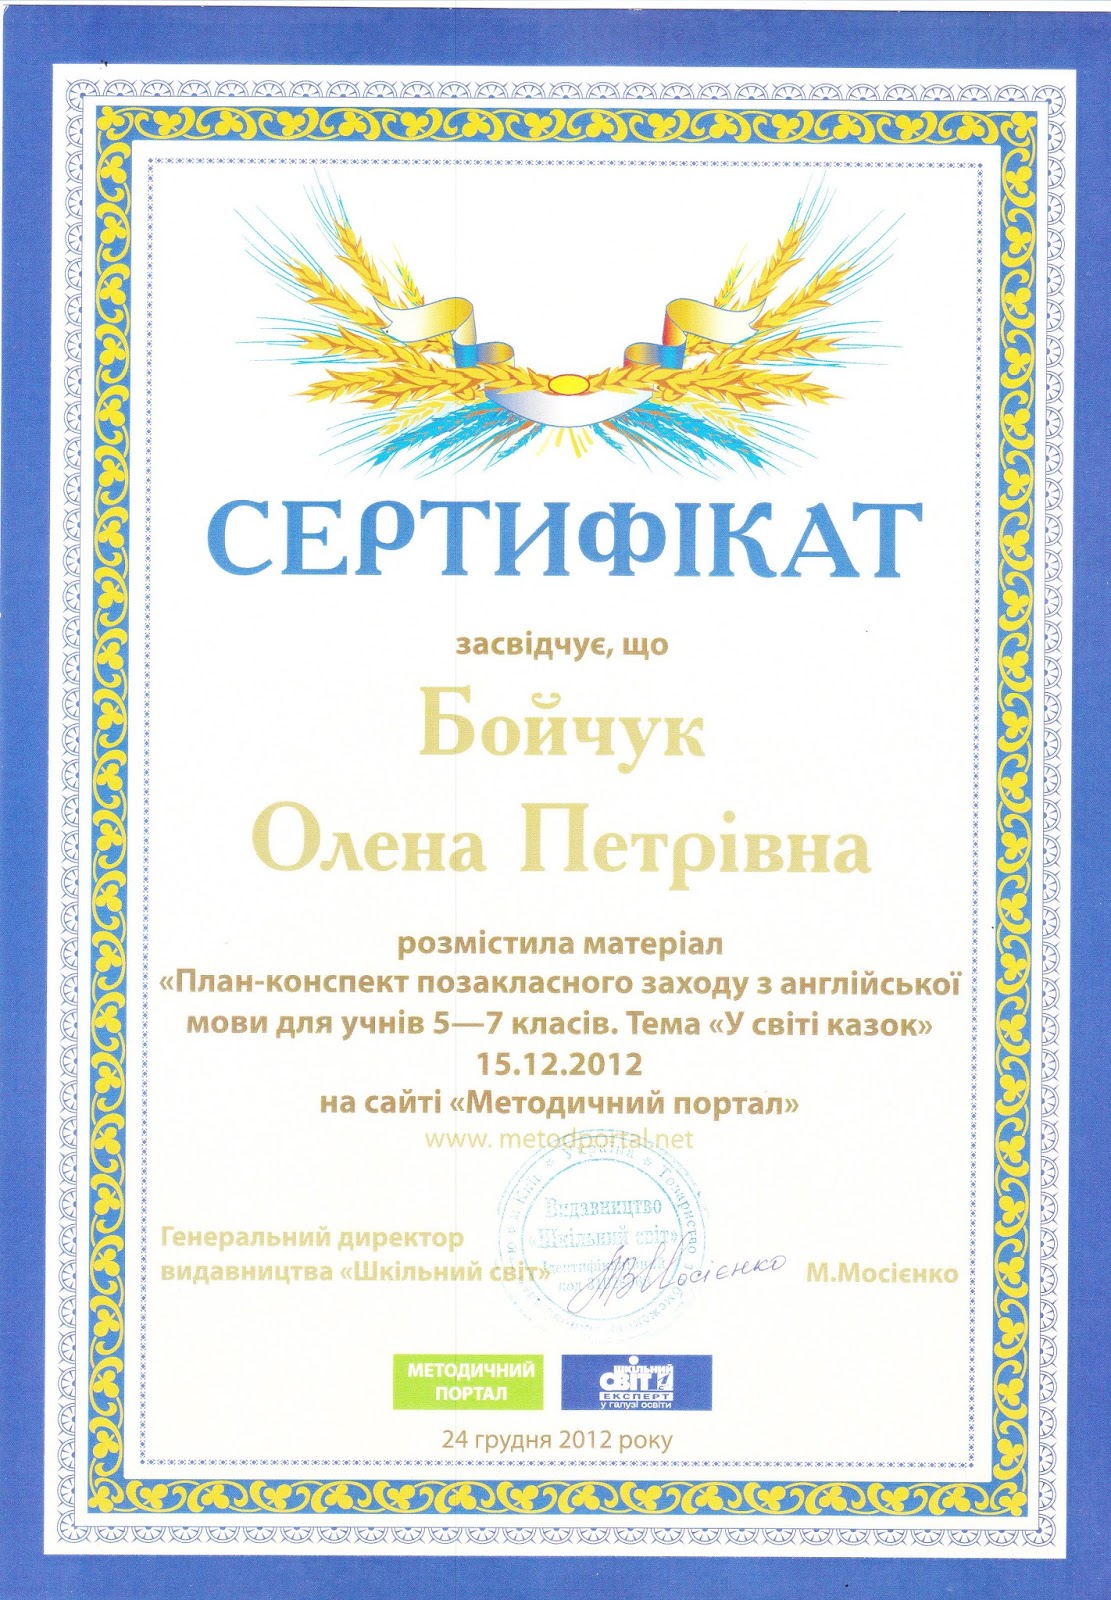 СЕРТИФІКАТ
засвідчує, що
Бойчук
Олена Петрівна
розмістила матеріал
«План-конспект позакласного заходу з англійської
мови для учнів 5—7 класів. Тема «У світі казок»
15.12.2012
на сайті «Методичний портал»
www. metodportal.net
Україна Товариство
Видавництво
«Шкільний світ»
Ідентифікаційний
код
Генеральний директор
видавництва «Шкільний світ»
Мосієнко
М.Мосієнко
МЕТОДИЧНИЙ
ПОРТАЛ
ШКІЛЬНИЙ
СВІТ
ЕКСПЕРТ
у галузі освіти
24 грудня 2012 року